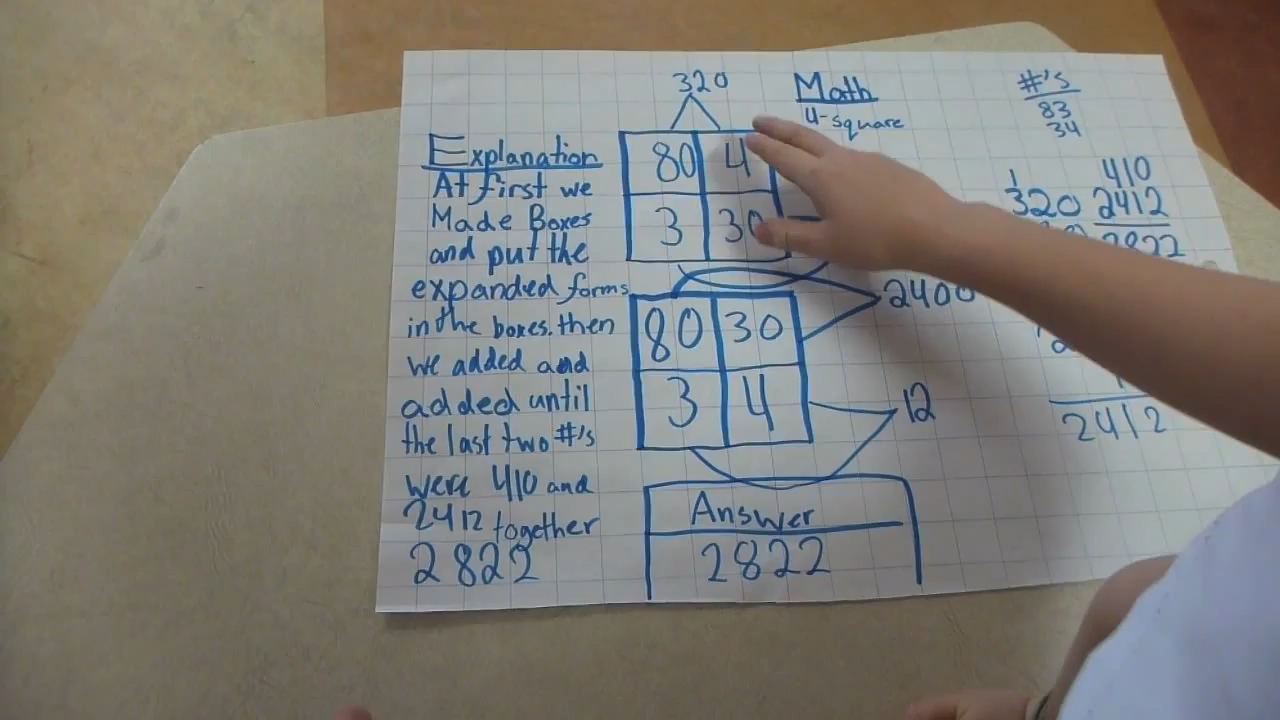 Explanation
At first we
Made Boxes
and put the
expanded forms
in the boxes. then
we added and
added until
the last two #'s
were 410 and
2412 together
2822
320
80 4
3 30
80 30
3 4
2400
12
Answer
2822
Math
4-square
#'s
83
34
1
320
410
2412
2822
2412